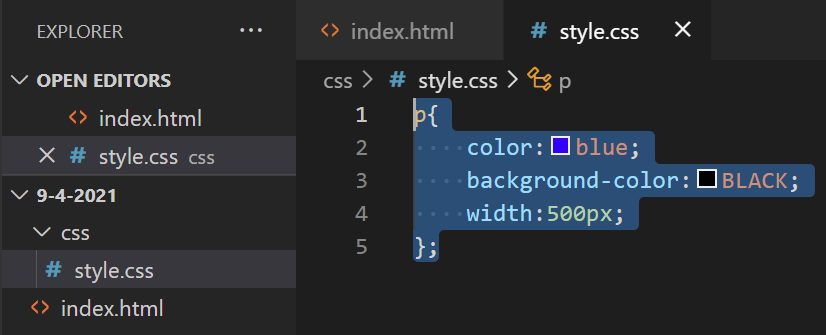 EXPLORER ···
OPEN EDITORS
index.html
style.css css
9-4-2021
css
style.css
index.html
index.html style.css
css > style.css > p
1 p{
2 color:blue;
3 background-color:BLACK;
4 width:500px;
5 };